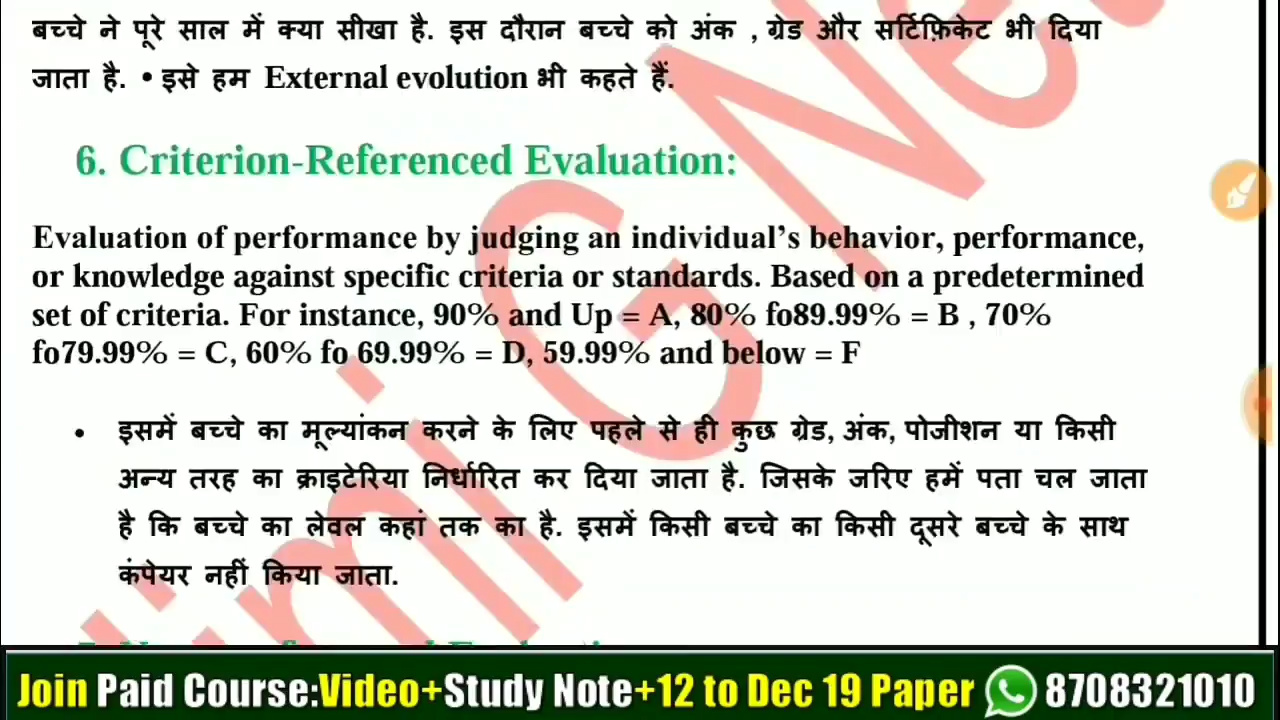 बच्चे ने पूरे साल में क्या सीखा है. इस दौरान बच्चे को अंक , ग्रेड और सर्टिफ़िकेट भी दिया
जाता है. • इसे हम External evolution भी कहते हैं.
6. Criterion-Referenced Evaluation:
Evaluation of performance by judging an individual’s behavior, performance,
or knowledge against specific criteria or standards. Based on a predetermined
set of criteria. For instance, 90% and Up = A, 80% fo89.99% = B , 70%
fo79.99% = C, 60% fo 69.99% = D, 59.99% and below = F
• इसमें बच्चे का मूल्यांकन करने के लिए पहले से ही कुछ ग्रेड, अंक, पोजीशन या किसी
अन्य तरह का क्राइटेरिया निर्धारित कर दिया जाता है. जिसके जरिए हमें पता चल जाता
है कि बच्चे का लेवल कहां तक का है. इसमें किसी बच्चे का किसी दूसरे बच्चे के साथ
कंपेयर नहीं किया जाता.
Join Paid Course:Video+Study Note+12 to Dec 19 Paper 8708321010